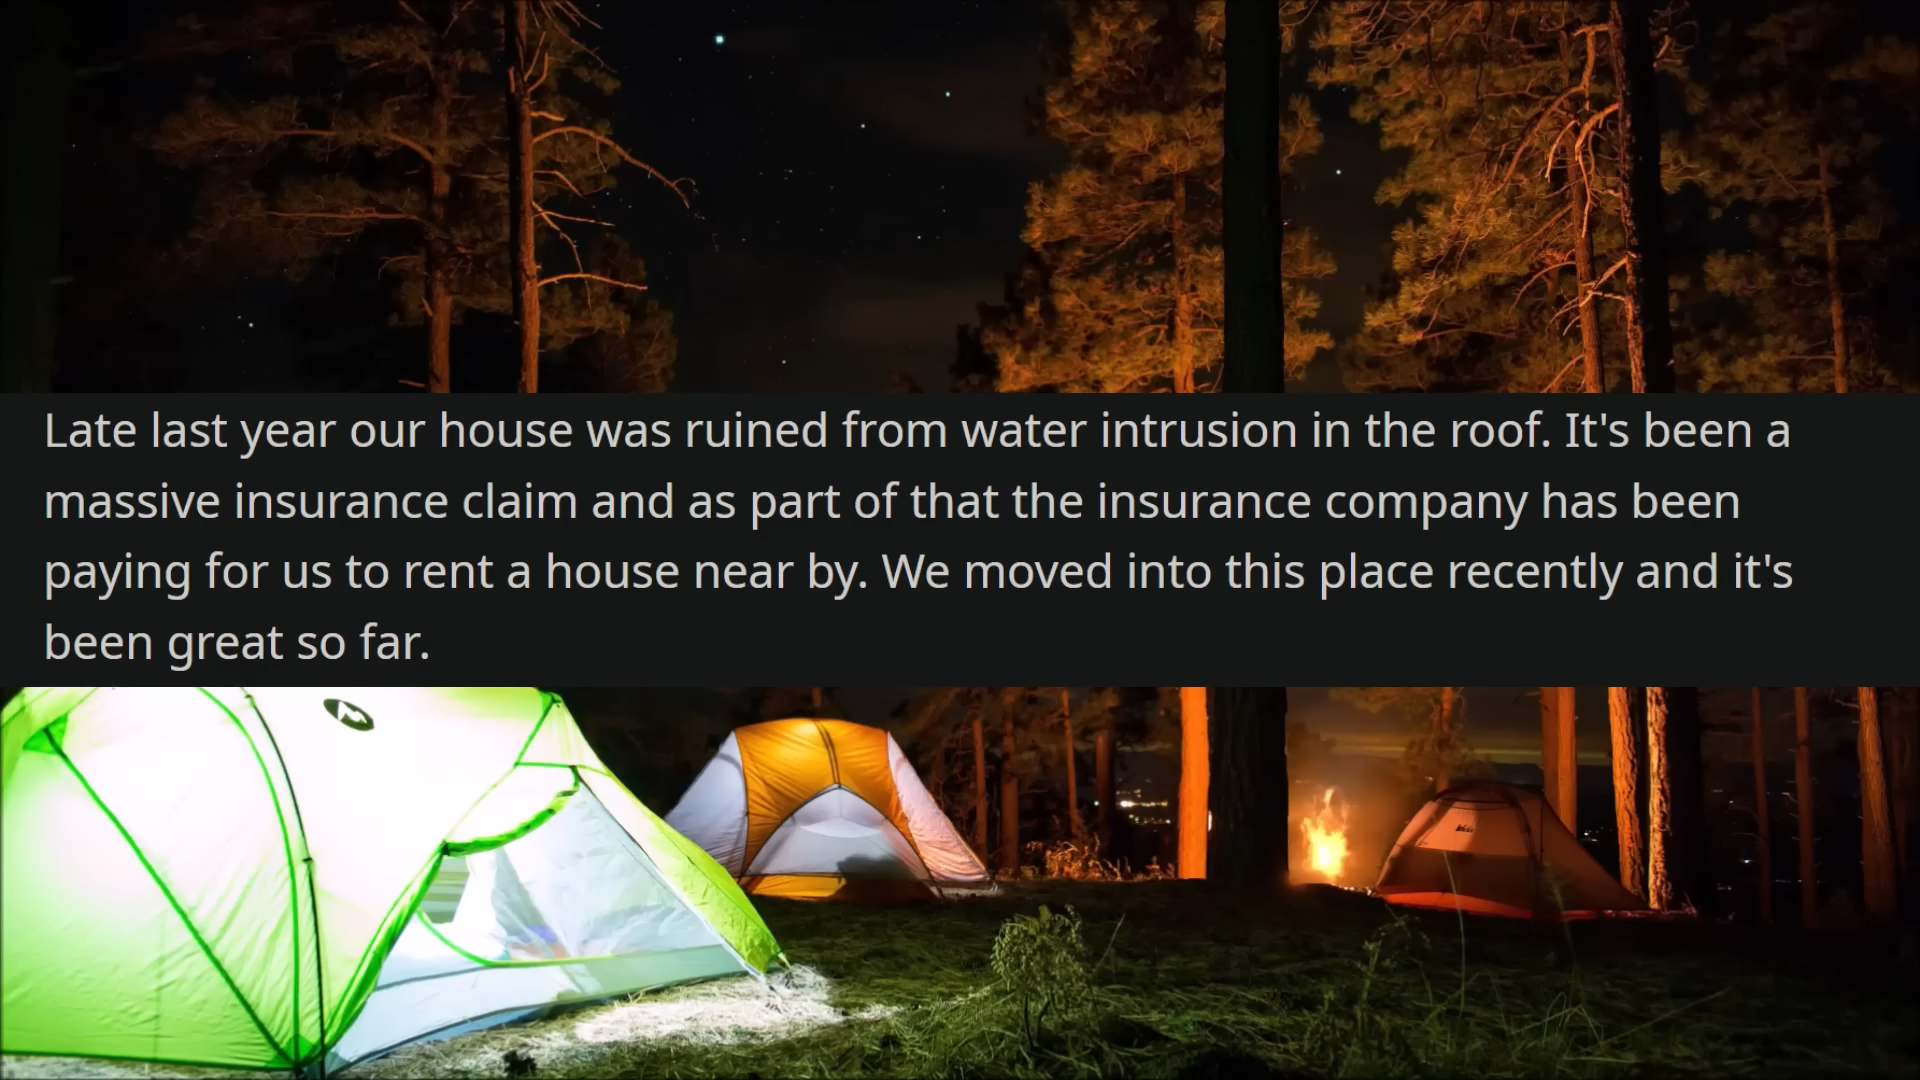 Late last year our house was ruined from water intrusion in the roof. It's been a
massive insurance claim and as part of that the insurance company has been
paying for us to rent a house near by. We moved into this place recently and it's
been great so far.